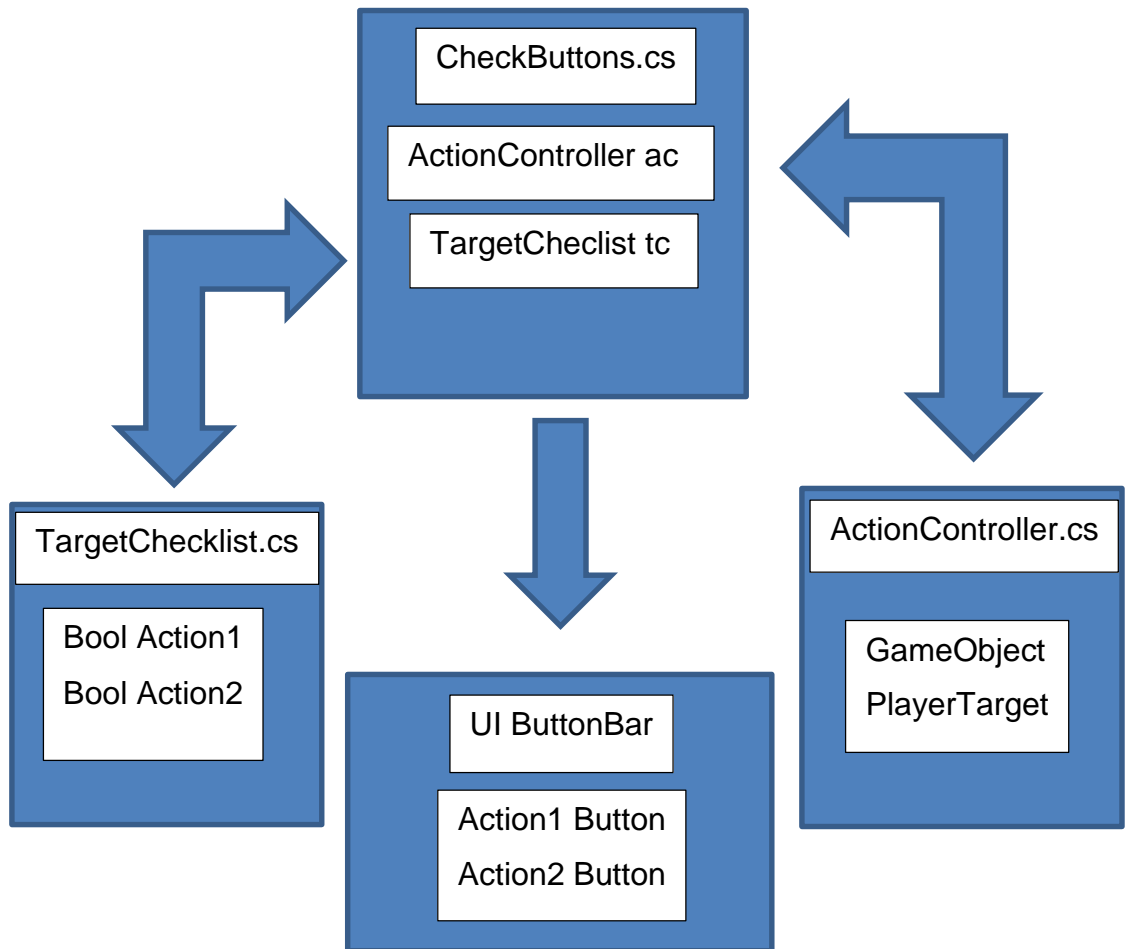 CheckButtons.cs
ActionController ac
TargetCheclist tc
TargetChecklist.cs
Bool Action1
Bool Action2
ActionController.cs
GameObject
PlayerTarget
UI ButtonBar
Action1 Button
Action2 Button